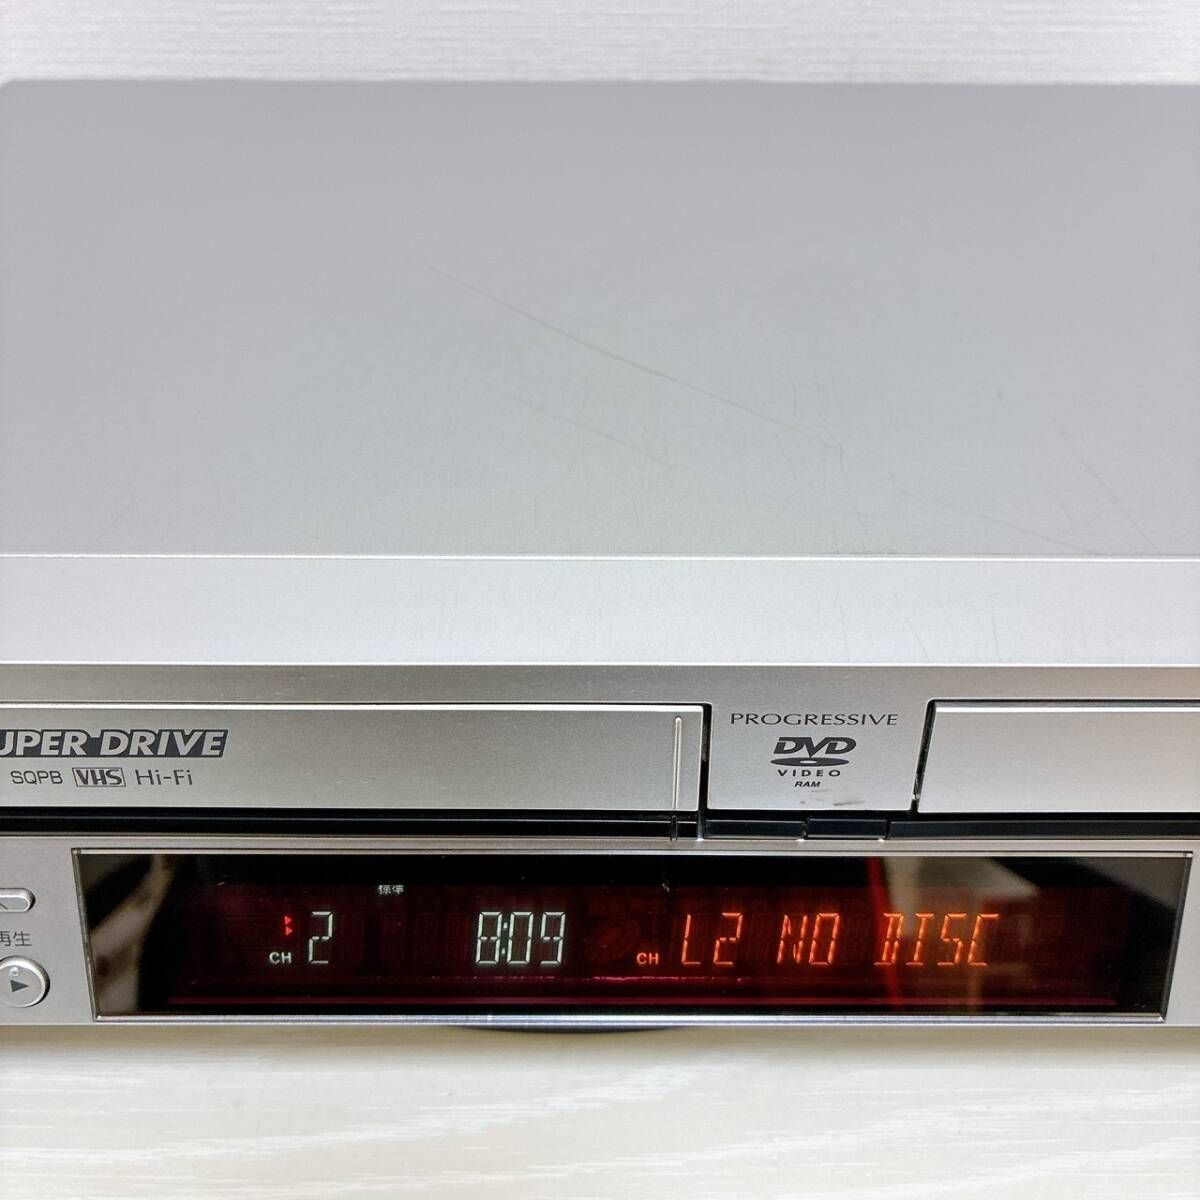 UPER DRIVE
SQPB VHS Hi-Fi
PROGRESSIVE
DVD
VIDEO
RAM
再生
標準
CH 2 8:09 CH L2 NO DISC